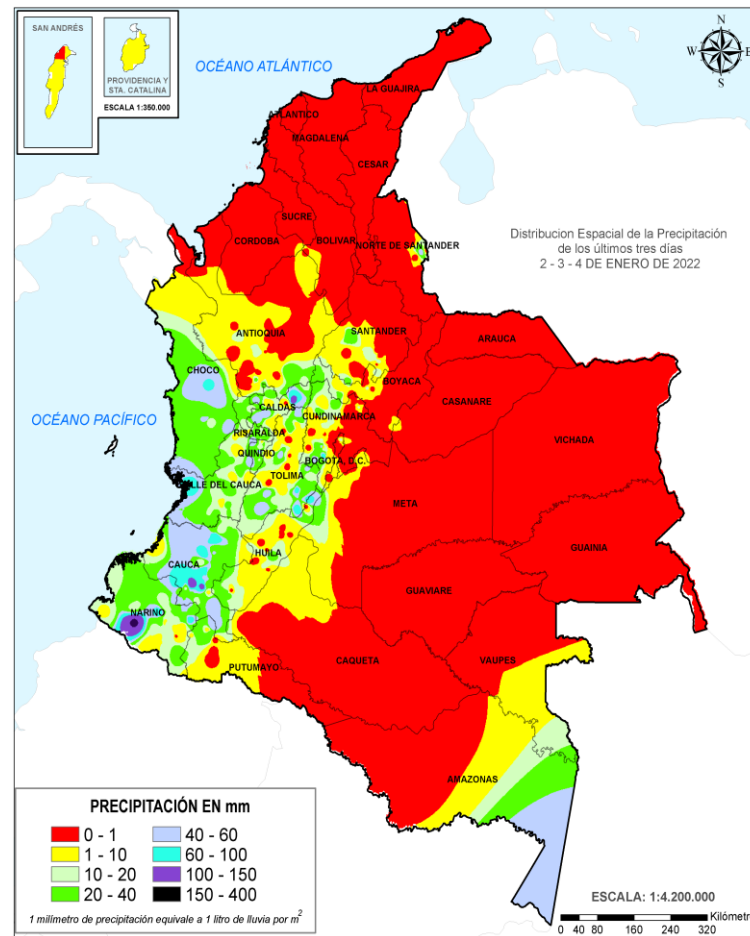 SAN ANDRÉS
PROVIDENCIA Y
STA. CATALINA
ESCALA 1:350.000
N
W
E
S
OCÉANO ATLÁNTICO
LA GUAJIRA
ATLANTICO
MAGDALENA
CESAR
SUCRE
CORDOBA
BOLIVAR
NORTE DE SANTANDER
Distribucion Espacial de la Precipitación
de los últimos tres días
2 - 3 - 4 DE ENERO DE 2022
ANTIOQUIA
SANTANDER
ARAUCA
CHOCO
BOYACA
CASANARE
OCÉANO PACÍFICO
CALDAS
CUNDINAMARCA
RISARALDA
VICHADA
QUINDIO
BOGOTA, D.C.
TOLIMA
VALLE DEL CAUCA
META
GUAINIA
HUILA
CAUCA
GUAVIARE
NARIÑO
PUTUMAYO
CAQUETA
VAUPES
AMAZONAS
PRECIPITACIÓN EN mm
0 - 1
40 - 60
1 - 10
60 - 100
10 - 20
100 - 150
20 - 40
150 - 400
1 milímetro de precipitación equivale a 1 litro de lluvia por m²
ESCALA: 1:4.200.000
Kilómetr
0 40 80 160 240 320